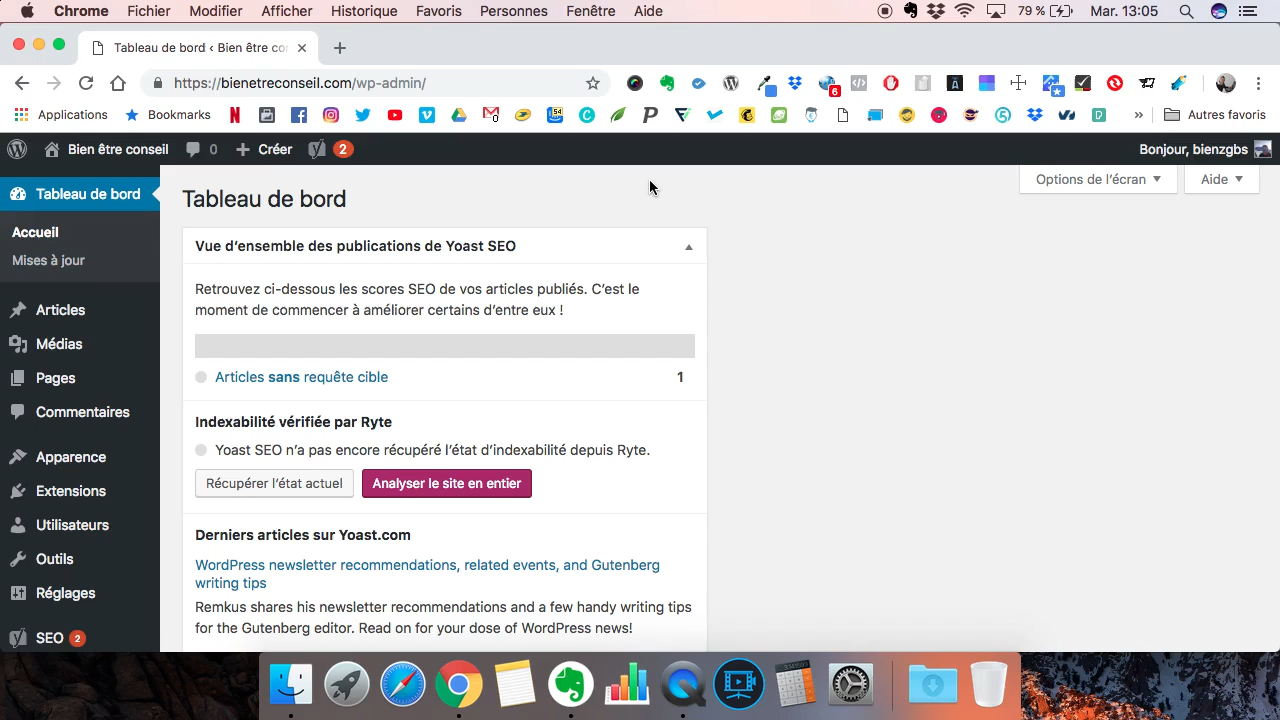 Chrome Fichier Modifier Afficher Historique Favoris Personnes Fenêtre Aide 79 % Mar. 13:05
Tableau de bord ‹ Bien être co
https://bienetreconseil.com/wp-admin/
6
Applications Bookmarks Autres favoris
Bien être conseil 0 Créer 2 Bonjour, bienzgbs
Options de l'écran Aide
Tableau de bord
Accueil
Mises à jour
Articles
Médias
Pages
Commentaires
Apparence
Extensions
Utilisateurs
Outils
Réglages
SEO 2
Tableau de bord
Vue d'ensemble des publications de Yoast SEO
Retrouvez ci-dessous les scores SEO de vos articles publiés. C'est le
moment de commencer à améliorer certains d'entre eux !
Articles sans requête cible 1
Indexabilité vérifiée par Ryte
Yoast SEO n'a pas encore récupéré l'état d'indexabilité depuis Ryte.
Récupérer l'état actuel Analyser le site en entier
Derniers articles sur Yoast.com
WordPress newsletter recommendations, related events, and Gutenberg
writing tips
Remkus shares his newsletter recommendations and a few handy writing tips
for the Gutenberg editor. Read on for your dose of WordPress news!